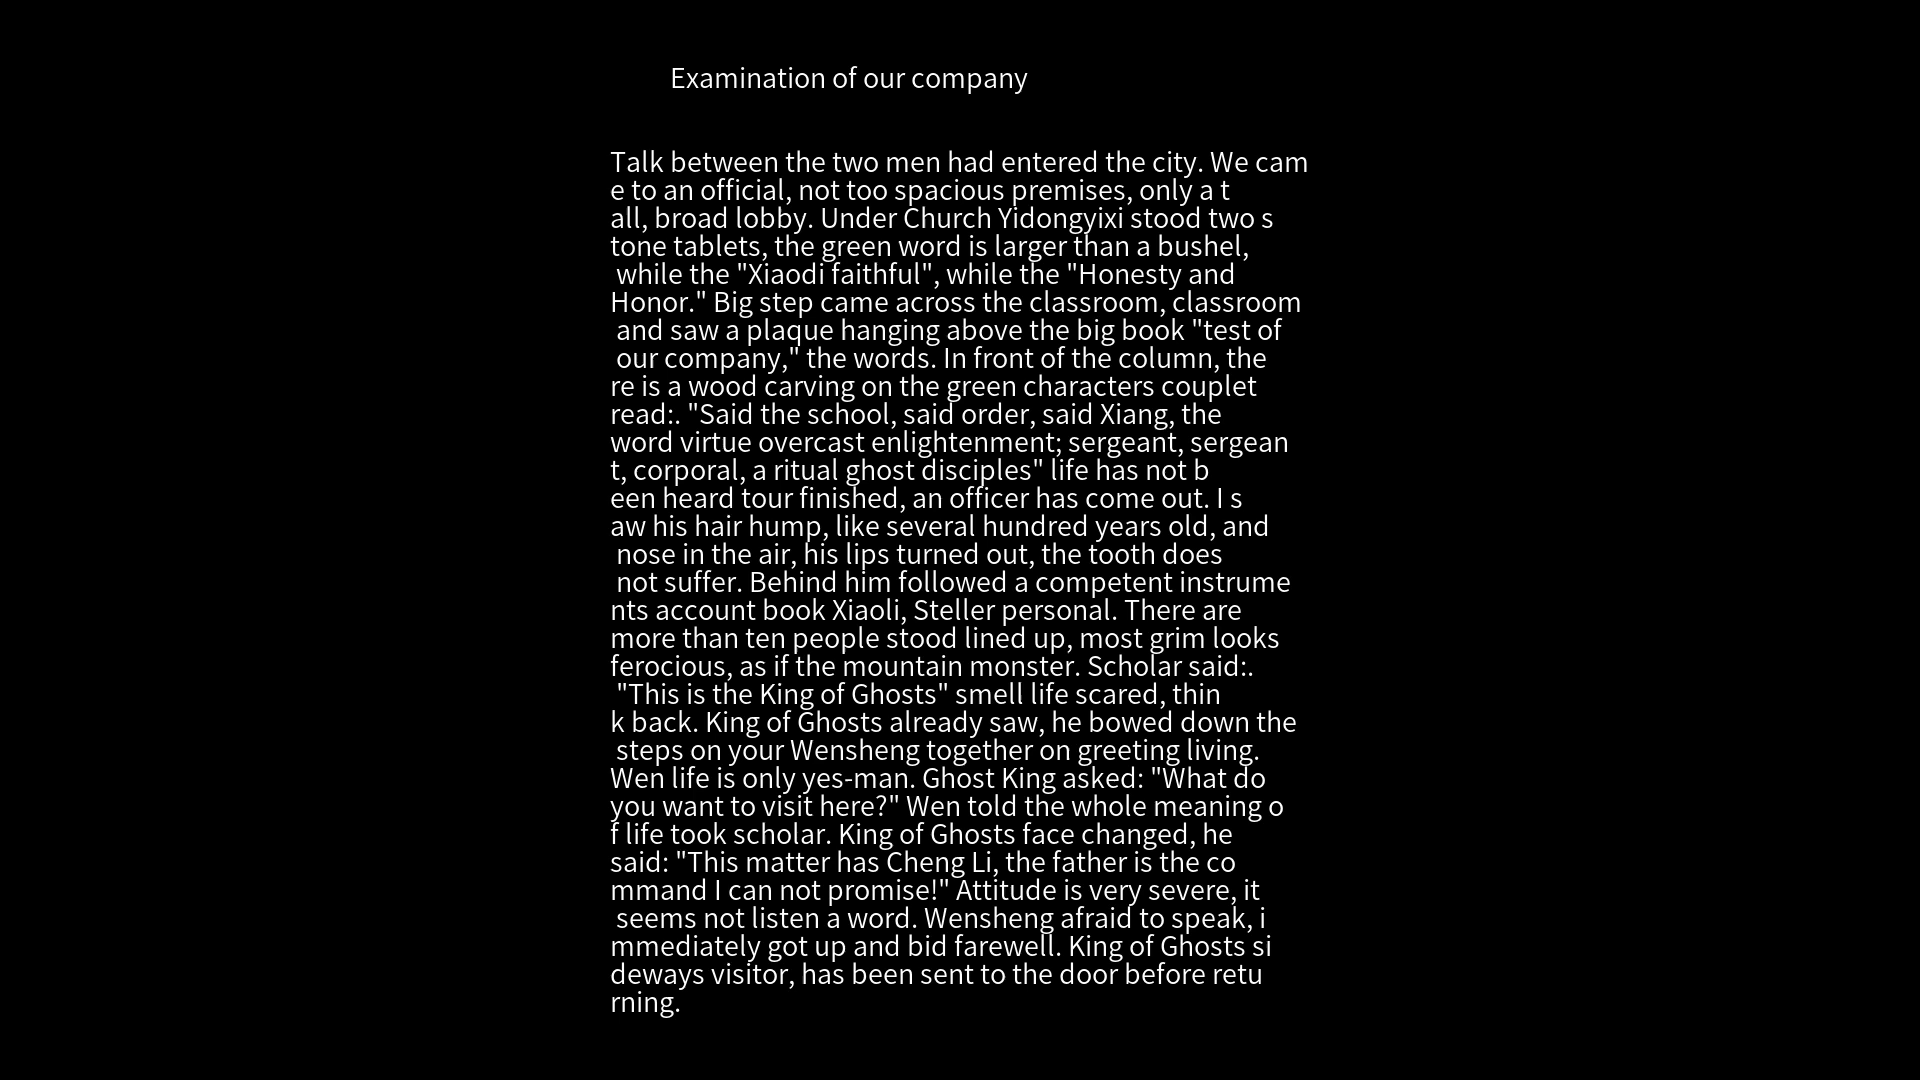 Examination of our company
Talk between the two men had entered the city. We cam
e to an official, not too spacious premises, only a t
all, broad lobby. Under Church Yidongyixi stood two s
tone tablets, the green word is larger than a bushel,
while the "Xiaodi faithful", while the "Honesty and
Honor." Big step came across the classroom, classroom
and saw a plaque hanging above the big book "test of
our company," the words. In front of the column, the
re is a wood carving on the green characters couplet
read:. "Said the school, said order, said Xiang, the
word virtue overcast enlightenment; sergeant, sergean
t, corporal, a ritual ghost disciples" life has not b
een heard tour finished, an officer has come out. I s
aw his hair hump, like several hundred years old, and
nose in the air, his lips turned out, the tooth does
not suffer. Behind him followed a competent instrume
nts account book Xiaoli, Steller personal. There are
more than ten people stood lined up, most grim looks
ferocious, as if the mountain monster. Scholar said:.
"This is the King of Ghosts" smell life scared, thin
k back. King of Ghosts already saw, he bowed down the
steps on your Wensheng together on greeting living.
Wen life is only yes-man. Ghost King asked: "What do
you want to visit here?" Wen told the whole meaning o
f life took scholar. King of Ghosts face changed, he
said: "This matter has Cheng Li, the father is the co
mmand I can not promise!" Attitude is very severe, it
seems not listen a word. Wensheng afraid to speak, i
mmediately got up and bid farewell. King of Ghosts si
deways visitor, has been sent to the door before retu
rning.